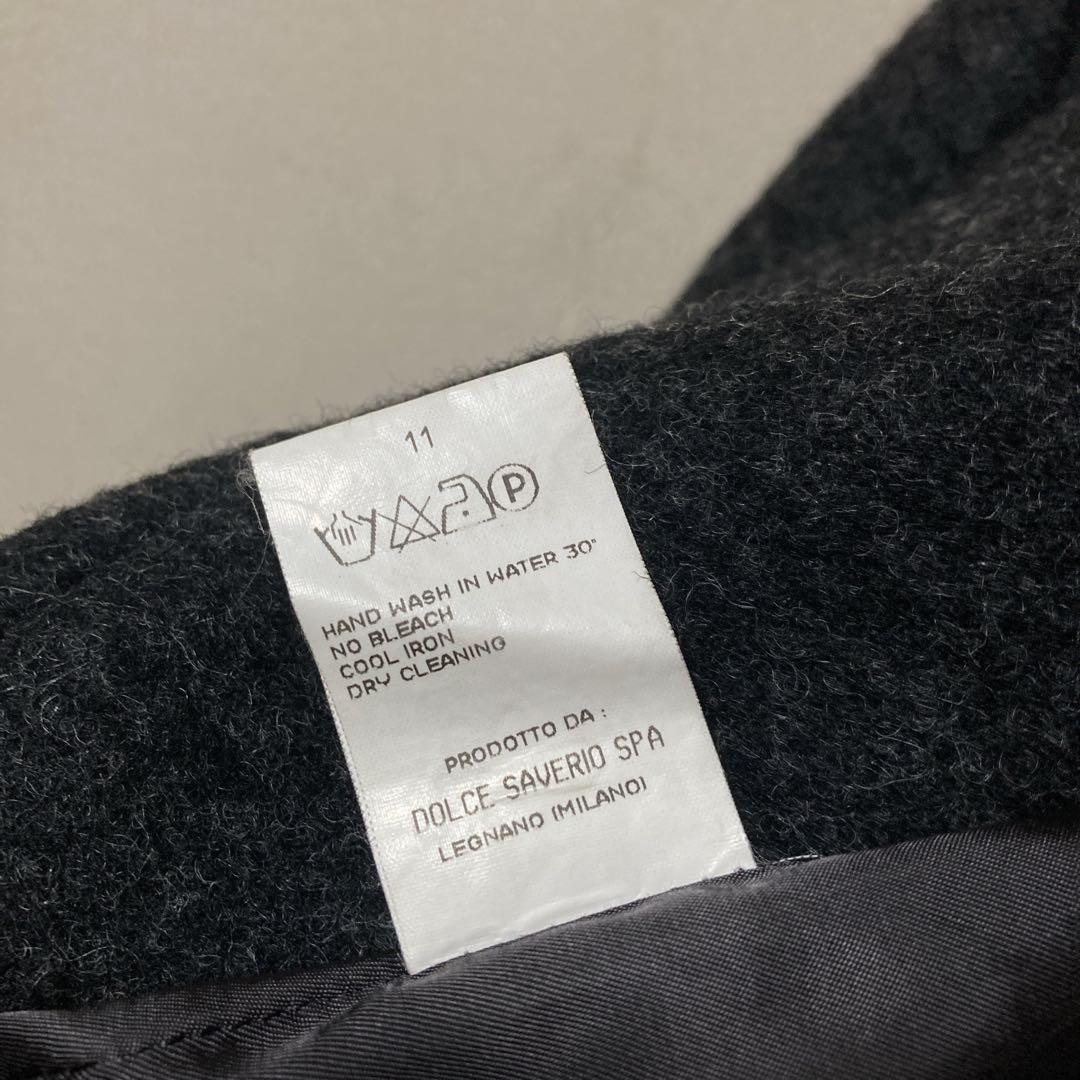 11
P
HAND WASH IN WATER 30°
NO BLEACH
COOL IRON
DRY CLEANING
PRODOTTO DA :
DOLCE SAVERIO SPA
LEGNANO (MILANO)